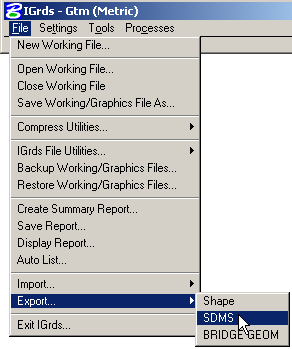 IGrds - Gtm (Metric)
File Settings Tools Processes
New Working File...
Open Working File...
Close Working File
Save Working/Graphics File As...
Compress Utilities...
IGrds File Utilities...
Backup Working/Graphics Files...
Restore Working/Graphics Files...
Create Summary Report...
Save Report...
Display Report...
Auto List...
Import...
Export...
Shape
SDMS
BRIDGE GEOM
Exit IGrds...